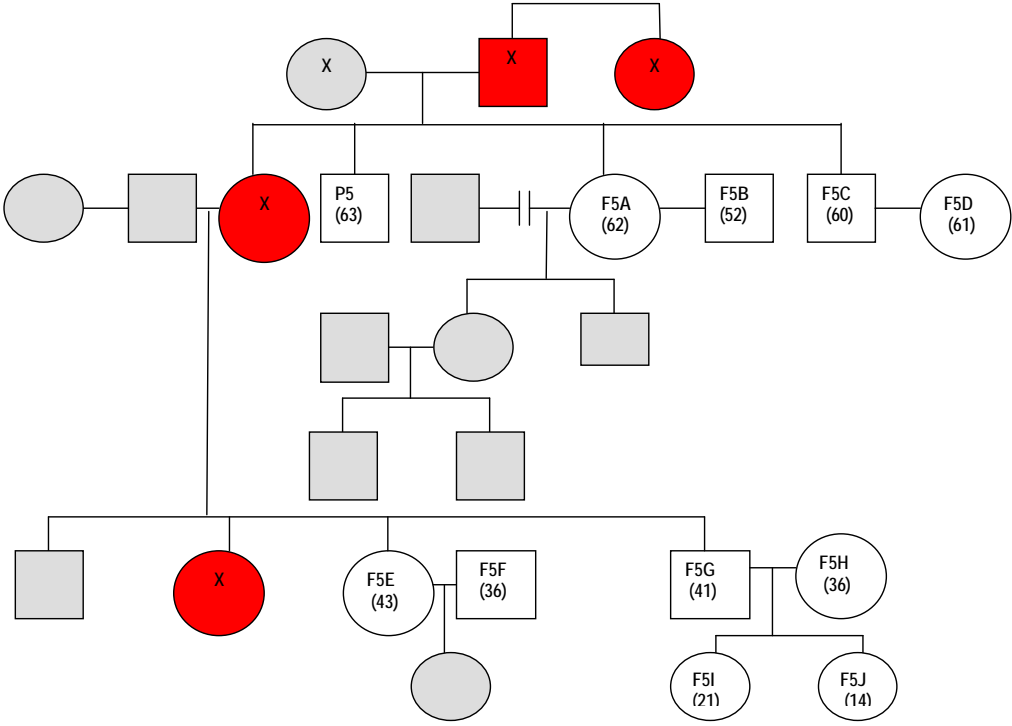 X
X
X
X
P5
(63)
F5A
(62)
F5B
(52)
F5C
(60)
F5D
(61)
X
F5E
(43)
F5F
(36)
F5G
(41)
F5H
(36)
F5I
(21)
F5J
(14)